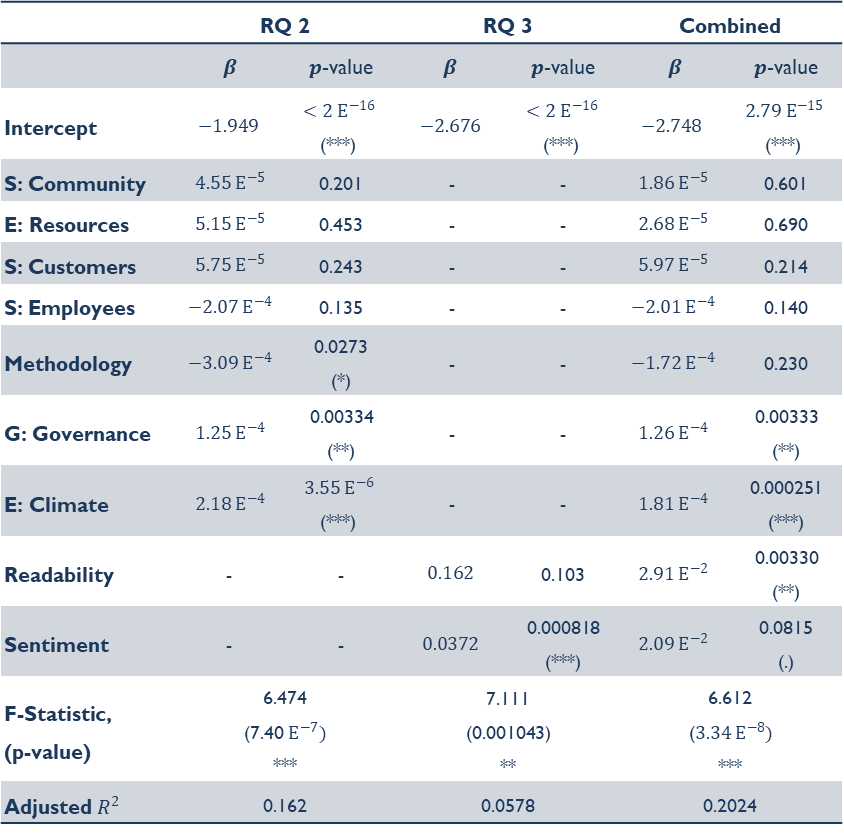 RQ 2 RQ 3 Combined
β p-value β p-value β p-value
Intercept −1.949 < 2 E⁻¹⁶ (***) −2.676 < 2 E⁻¹⁶ (***) −2.748 2.79 E⁻¹⁵ (***)
S: Community 4.55 E⁻⁵ 0.201 - - 1.86 E⁻⁵ 0.601
E: Resources 5.15 E⁻⁵ 0.453 - - 2.68 E⁻⁵ 0.690
S: Customers 5.75 E⁻⁵ 0.243 - - 5.97 E⁻⁵ 0.214
S: Employees −2.07 E⁻⁴ 0.135 - - −2.01 E⁻⁴ 0.140
Methodology −3.09 E⁻⁴ 0.0273 (*) - - −1.72 E⁻⁴ 0.230
G: Governance 1.25 E⁻⁴ 0.00334 (**) - - 1.26 E⁻⁴ 0.00333 (**)
E: Climate 2.18 E⁻⁴ 3.55 E⁻⁶ (***) - - 1.81 E⁻⁴ 0.000251 (***)
Readability - - 0.162 0.103 2.91 E⁻² 0.00330 (**)
Sentiment - - 0.0372 0.000818 (***) 2.09 E⁻² 0.0815 (.)
F-Statistic, (p-value) 6.474 (7.40 E⁻⁷) *** 7.111 (0.001043) ** 6.612 (3.34 E⁻⁸) ***
Adjusted R² 0.162 0.0578 0.2024